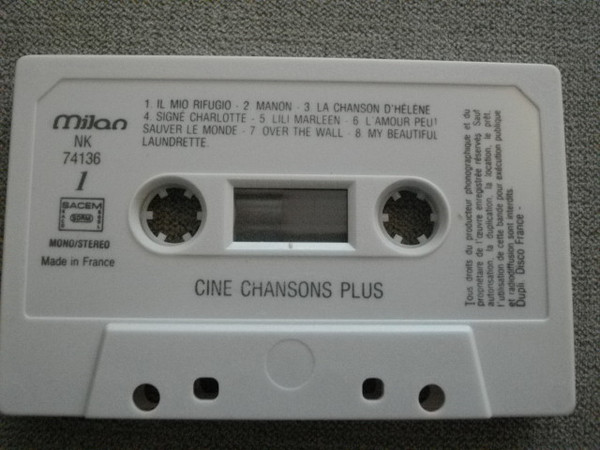 1. IL MIO RIFUGIO - 2 MANON - 3 LA CHANSON D'HÉLÈNE
4. SIGNÉ CHARLOTTE - 5 LILI MARLEEN - 6 L'AMOUR PEUT
SAUVER LE MONDE - 7 OVER THE WALL - 8 MY BEAUTIFUL
LAUNDRETTE.
Milan
NK
74136
1
SACEM
SDRM
MONO/STEREO
Made in France
CINE CHANSONS PLUS
Tous droits du producteur phonographique et du
propriétaire de l'œuvre enregistrée réservés. Sauf
autorisation, la duplication, la location, le prêt,
l'utilisation de cette bande pour exécution publique
et radiodiffusion sont interdits.
Dupli. Disco France -